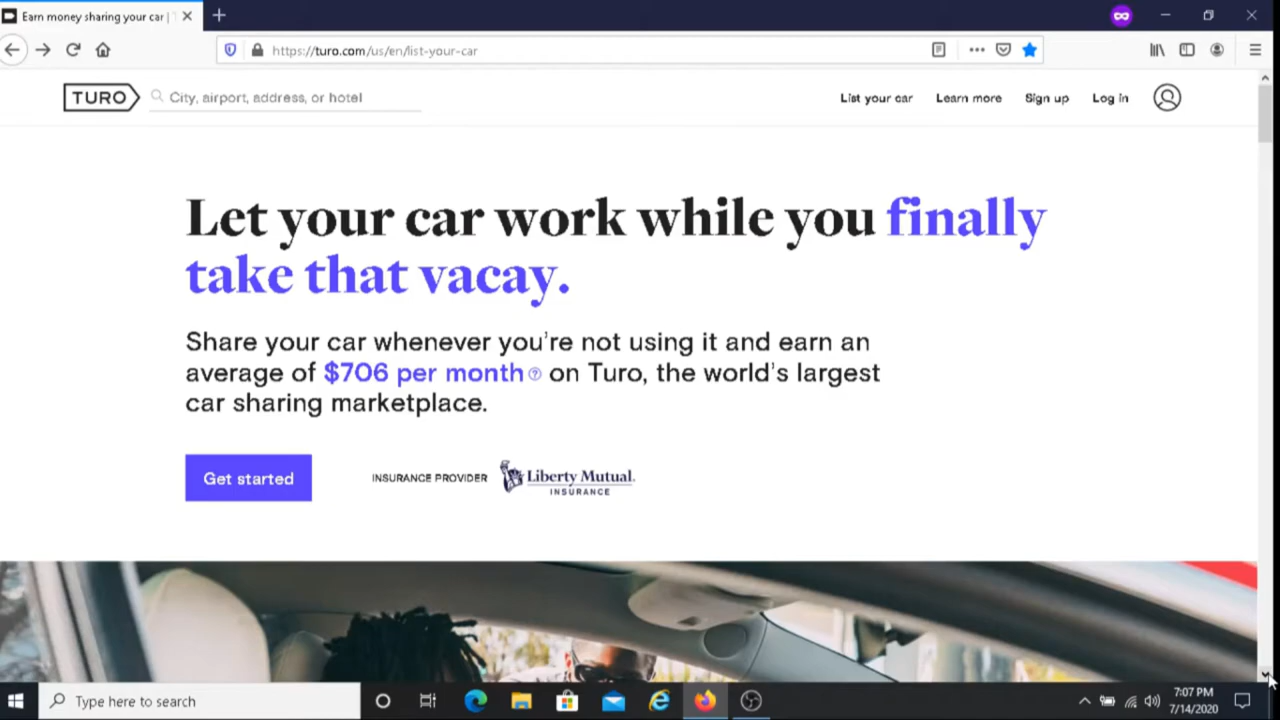 Earn money sharing your car | T
https://turo.com/us/en/list-your-car
TURO
City, airport, address, or hotel
List your car
Learn more
Sign up
Log in
Let your car work while you finally
take that vacay.
Share your car whenever you're not using it and earn an
average of $706 per month ? on Turo, the world's largest
car sharing marketplace.
Get started
INSURANCE PROVIDER
Liberty Mutual.
INSURANCE
Type here to search
7:07 PM
7/14/2020